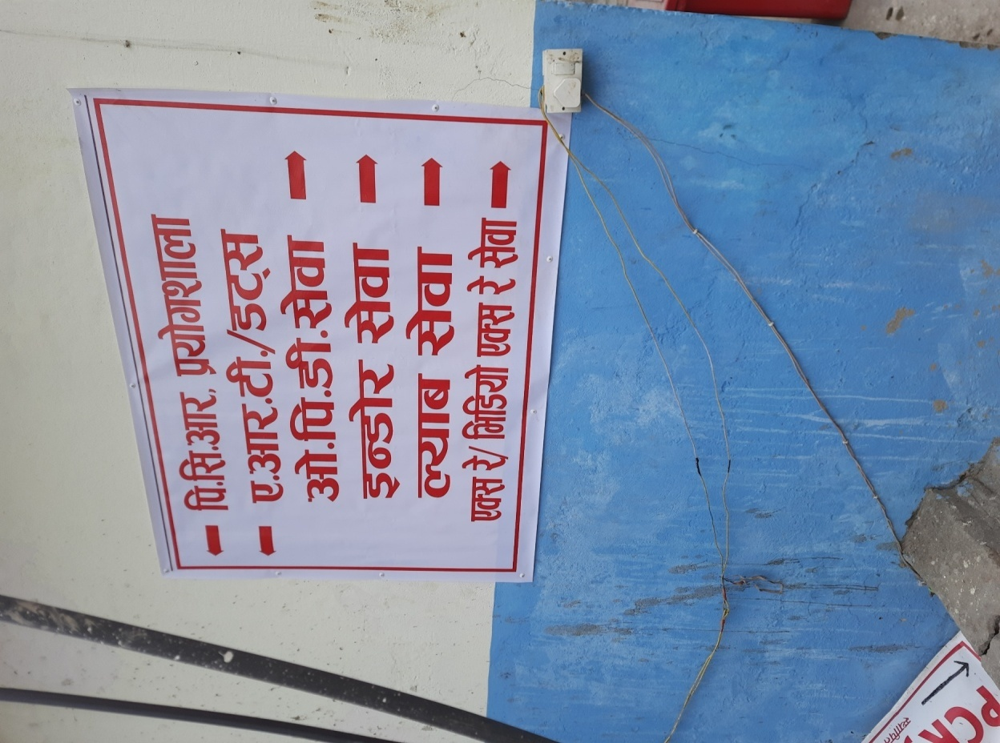 पि.सि.आर, प्रयोगशाला
ए.आर.टी./डट्स
ओ.पि.डी.सेवा
इन्डोर सेवा
ल्याब सेवा
एक्स रे/ भिडियो एक्स रे सेवा